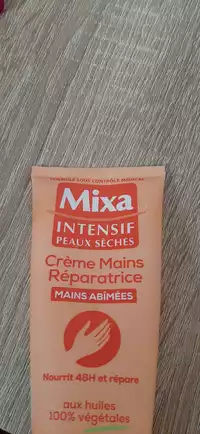 Mixa
INTENSIF
PEAUX SÈCHES
Crème Mains
Réparatrice
MAINS ABÎMÉES
Nourrit 48H et répare
aux huiles
100% végétales